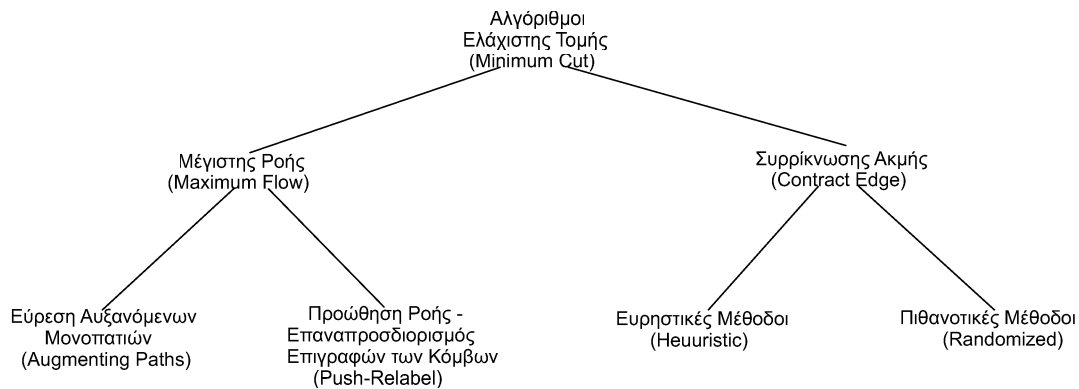 Αλγόριθμοι
Ελάχιστης Τομής
(Minimum Cut)
Μέγιστης Ροής
(Maximum Flow)
Συρρίκνωσης Ακμής
(Contract Edge)
Εύρεση Αυξανόμενων
Μονοπατιών
(Augmenting Paths)
Προώθηση Ροής -
Επαναπροσδιορισμός
Επιγραφών των Κόμβων
(Push-Relabel)
Ευρηστικές Μέθοδοι
(Heuuristic)
Πιθανοτικές Μέθοδοι
(Randomized)